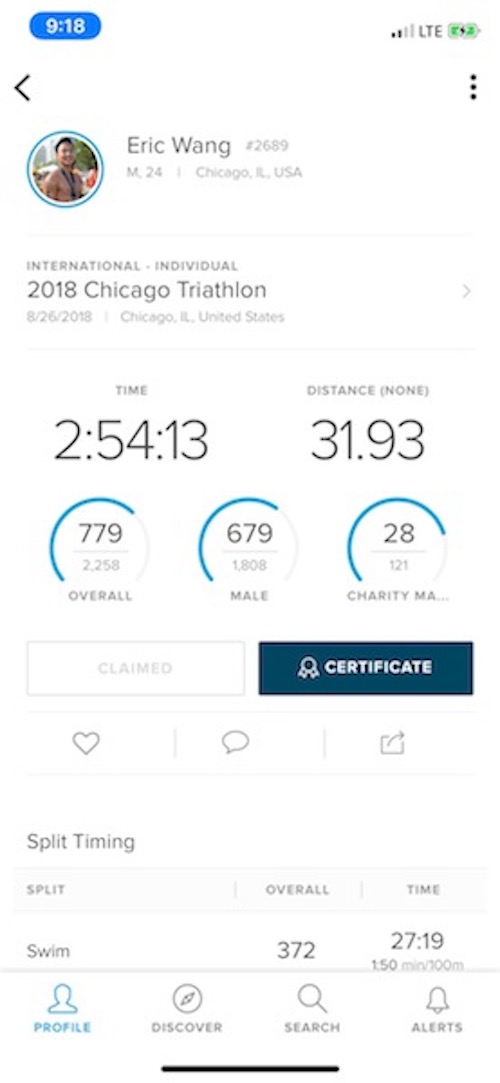 9:18 LTE
Eric Wang #2689
M, 24 | Chicago, IL, USA
INTERNATIONAL - INDIVIDUAL
2018 Chicago Triathlon
8/26/2018 | Chicago, IL, United States
TIME DISTANCE (NONE)
2:54:13 31.93
779 679 28
2,258 1,808 121
OVERALL MALE CHARITY MA...
CLAIMED CERTIFICATE
Split Timing
SPLIT OVERALL TIME
Swim 372 27:19
1:50 min/100m
PROFILE DISCOVER SEARCH ALERTS